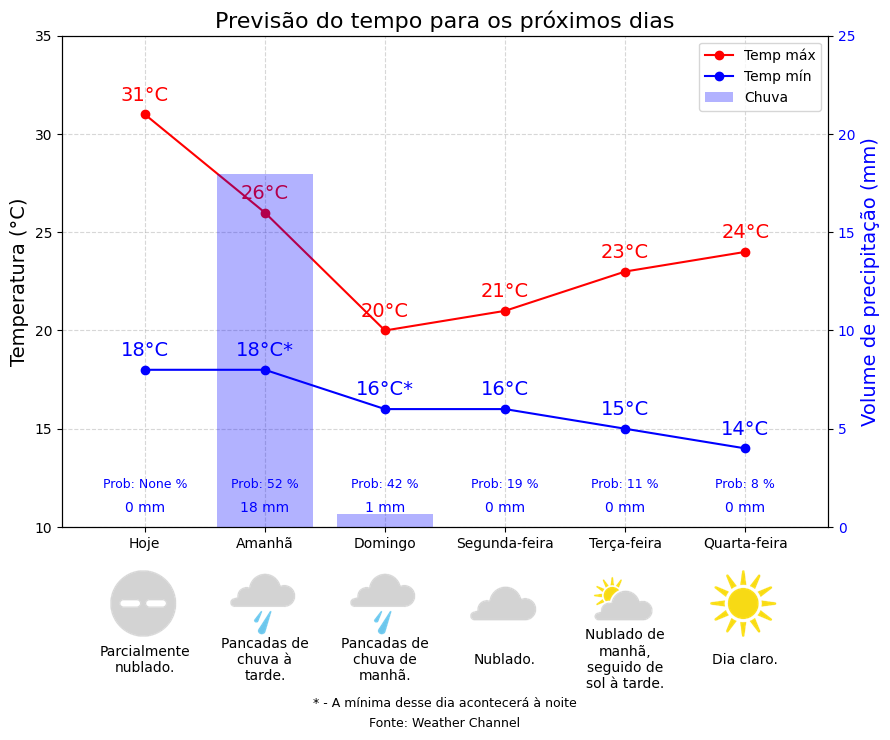 Previsão do tempo para os próximos dias
Temperatura (°C)
Volume de precipitação (mm)
35
30
25
20
15
10
25
20
15
10
5
0
Temp máx
Temp mín
Chuva
31°C
26°C
20°C
21°C
23°C
24°C
18°C
18°C*
16°C*
16°C
15°C
14°C
Prob: None %
Prob: 52 %
Prob: 42 %
Prob: 19 %
Prob: 11 %
Prob: 8 %
0 mm
18 mm
1 mm
0 mm
0 mm
0 mm
Hoje
Amanhã
Domingo
Segunda-feira
Terça-feira
Quarta-feira
Parcialmente
nublado.
Pancadas de
chuva à
tarde.
Pancadas de
chuva de
manhã.
Nublado.
Nublado de
manhã,
seguido de
sol à tarde.
Dia claro.
* - A mínima desse dia acontecerá à noite
Fonte: Weather Channel